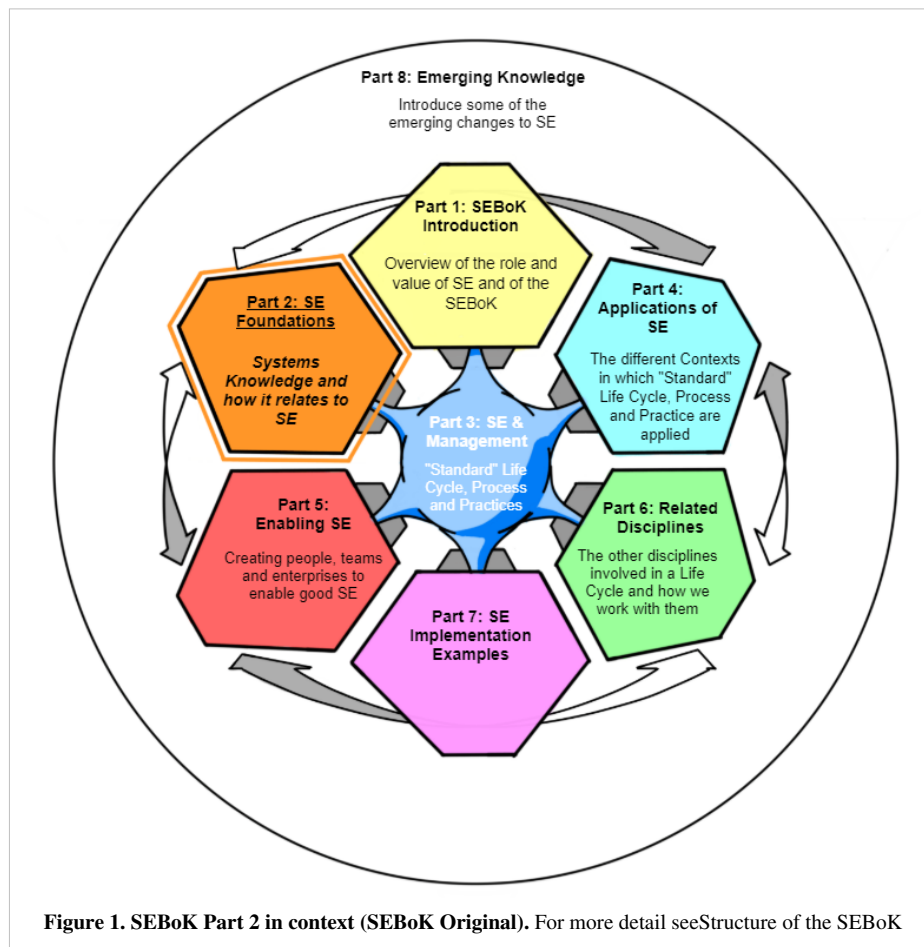 Part 8: Emerging Knowledge
Introduce some of the
emerging changes to SE
Part 1: SEBoK
Introduction
Overview of the role and
value of SE and of the
SEBoK
Part 2: SE
Foundations
Systems
Knowledge and
how it relates to
SE
Part 4:
Applications of
SE
The different Contexts
in which "Standard"
Life Cycle, Process
and Practice are
applied
Part 3: SE &
Management
"Standard" Life
Cycle, Process
and Practices
Part 5:
Enabling SE
Creating people, teams
and enterprises to
enable good SE
Part 6: Related
Disciplines
The other disciplines
involved in a Life
Cycle and how we
work with them
Part 7: SE
Implementation
Examples
Figure 1. SEBoK Part 2 in context (SEBoK Original). For more detail seeStructure of the SEBoK